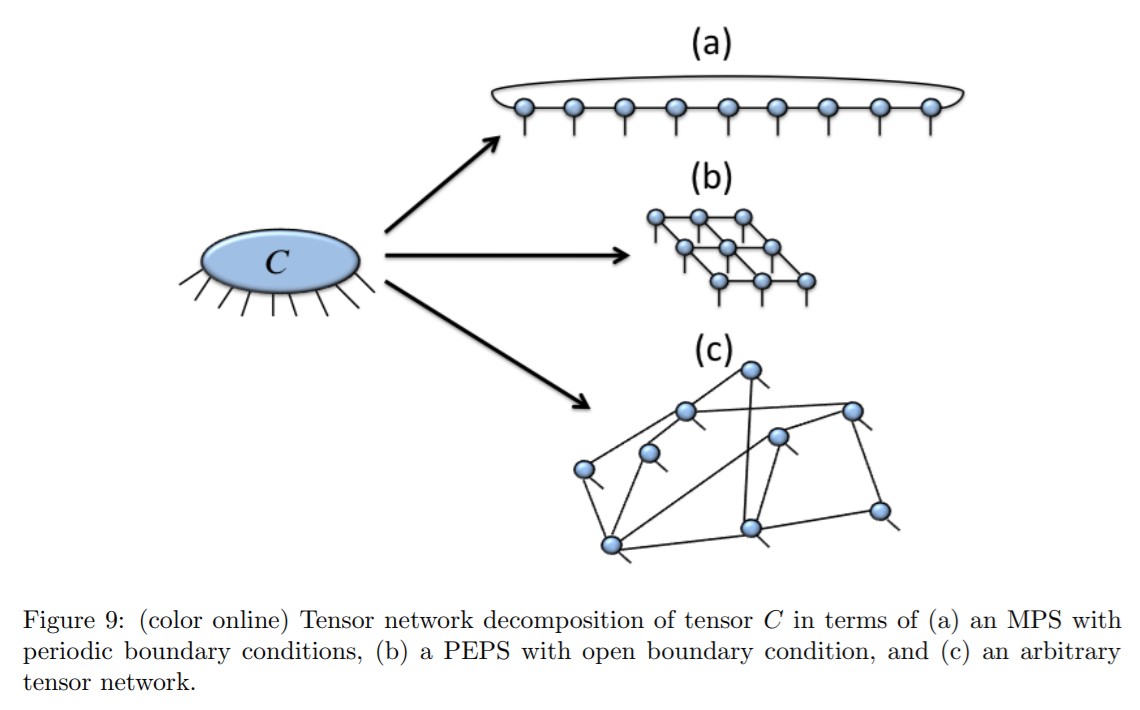 (a)
(b)
C
(c)
Figure 9: (color online) Tensor network decomposition of tensor C in terms of (a) an MPS with
periodic boundary conditions, (b) a PEPS with open boundary condition, and (c) an arbitrary
tensor network.